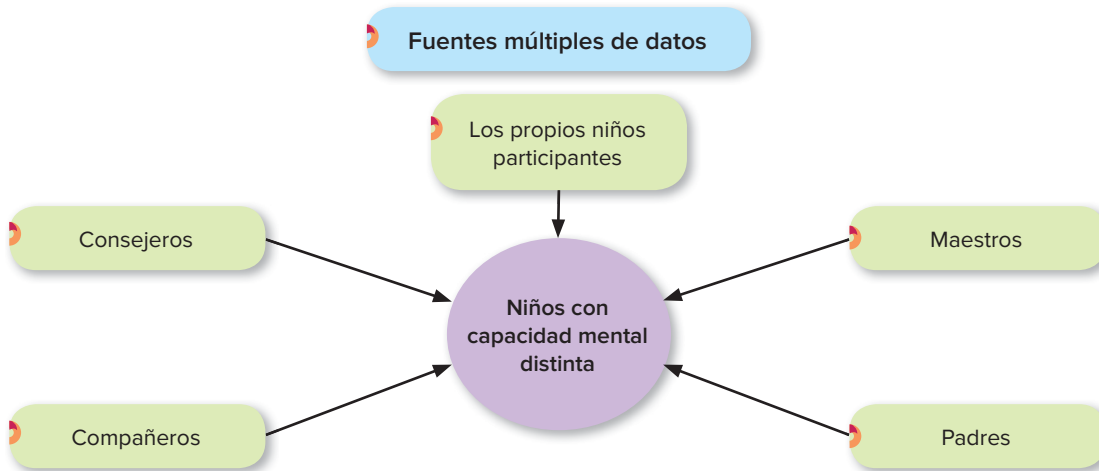 Fuentes múltiples de datos
Los propios niños
participantes
Consejeros
Maestros
Niños con
capacidad mental
distinta
Compañeros
Padres